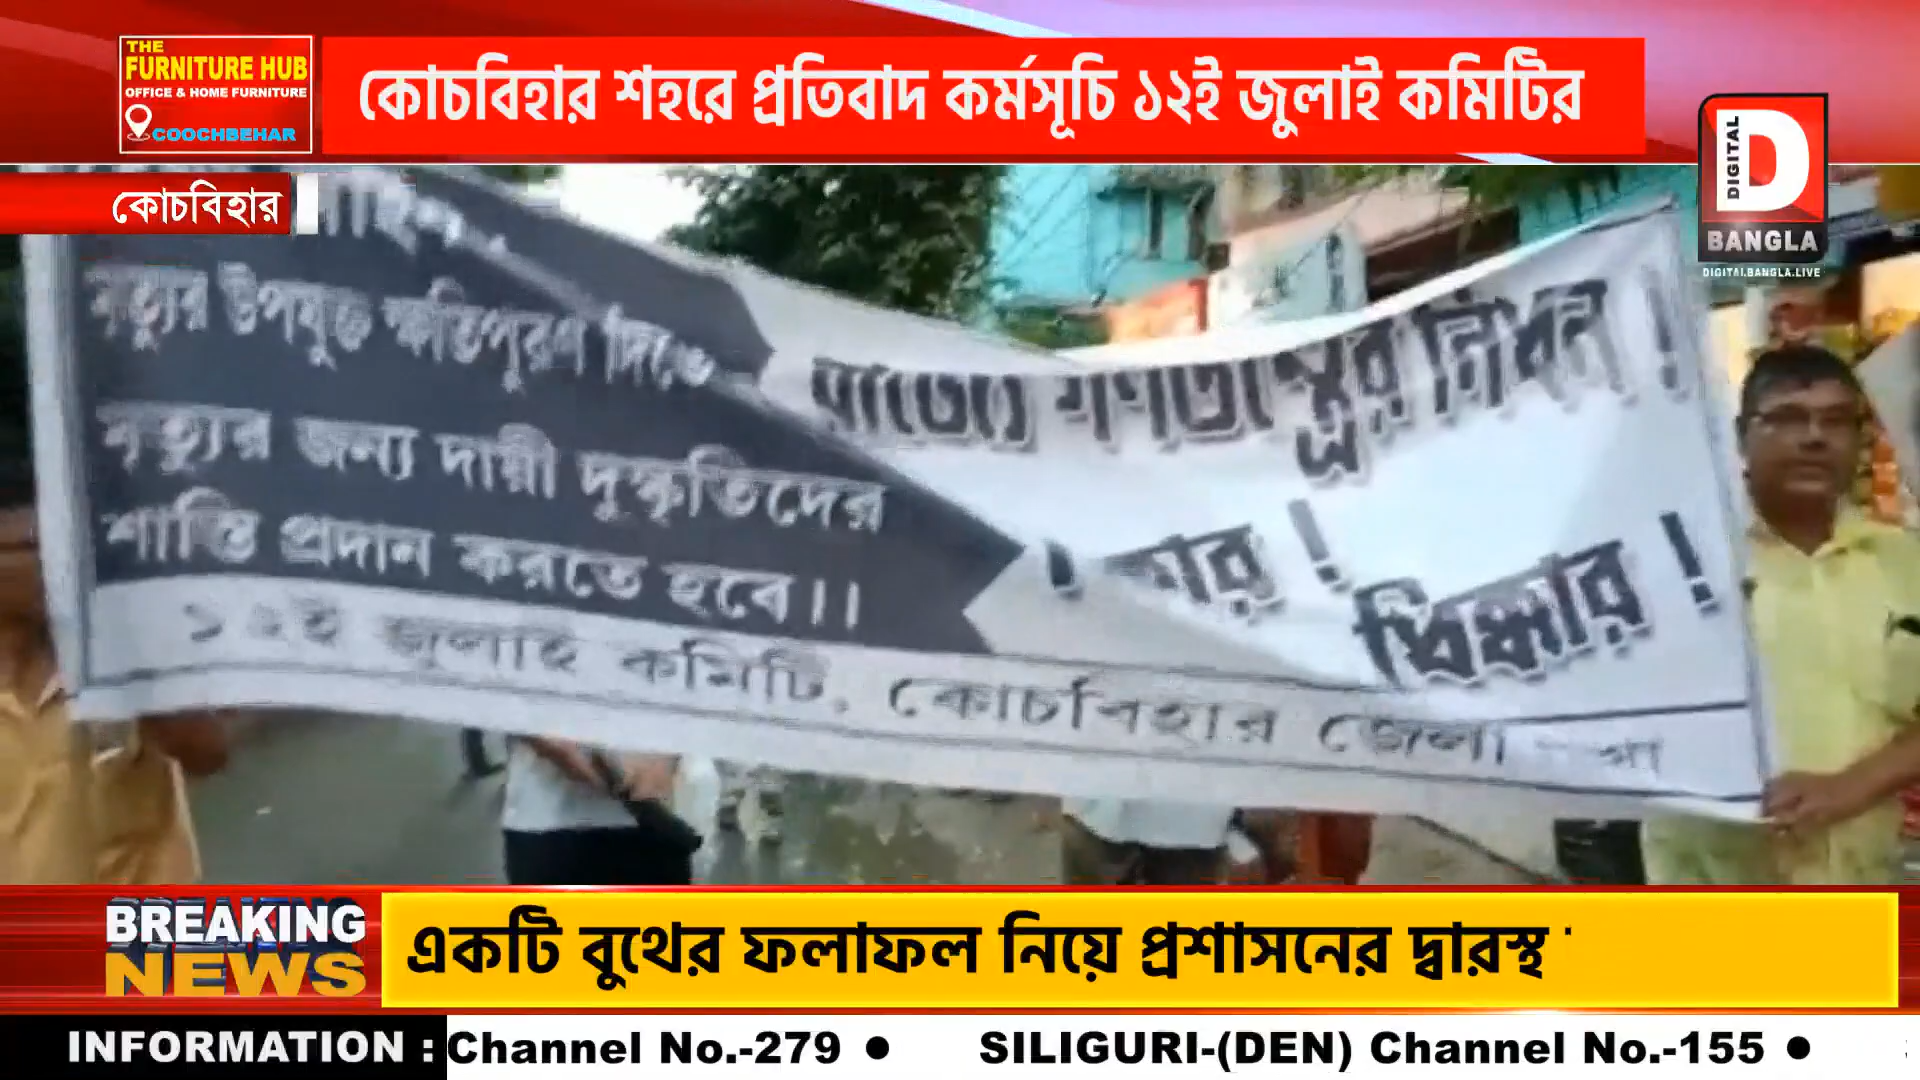 THE
FURNITURE HUB
OFFICE & HOME FURNITURE
COOCHBEHAR
কোচবিহার শহরে প্রতিবাদ কর্মসূচি ১২ই জুলাই কমিটির
DIGITAL
BANGLA
DIGITALBANGLA.LIVE
কোচবিহার
মৃত্যুর উপযুক্ত ক্ষতিপূরণ দিতে
মৃত্যুর জন্য দায়ী দুস্কৃতিদের
শাস্তি প্রদান করতে হবে।।
রাজ্যে গণতন্ত্রের নিধন !
! ধিক্কার !
১২ই জুলাই কমিটি, কোচবিহার জেলা
BREAKING
NEWS
একটি বুথের ফলাফল নিয়ে প্রশাসনের দ্বারস্থ
INFORMATION : Channel No.-279 ● SILIGURI-(DEN) Channel No.-155 ●